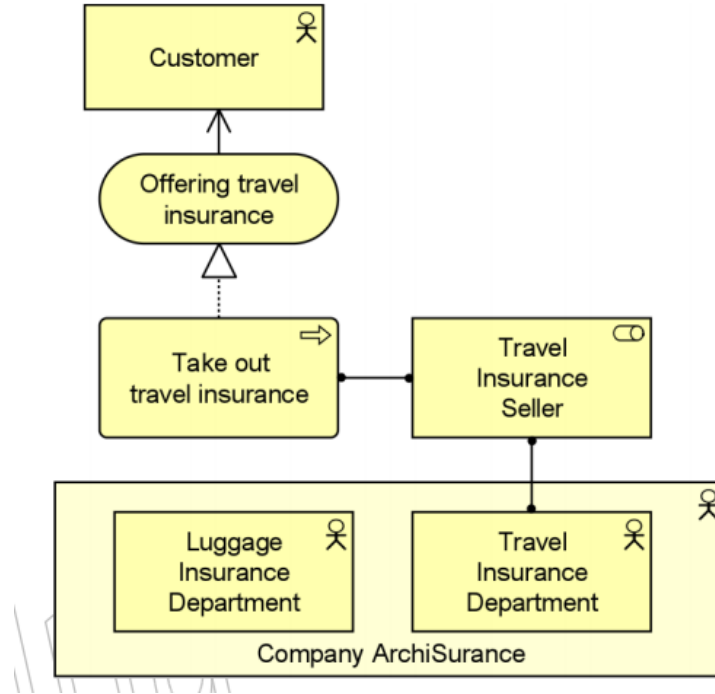 Customer
Offering travel
insurance
Take out
travel insurance
Travel
Insurance
Seller
Luggage
Insurance
Department
Travel
Insurance
Department
Company ArchiSurance